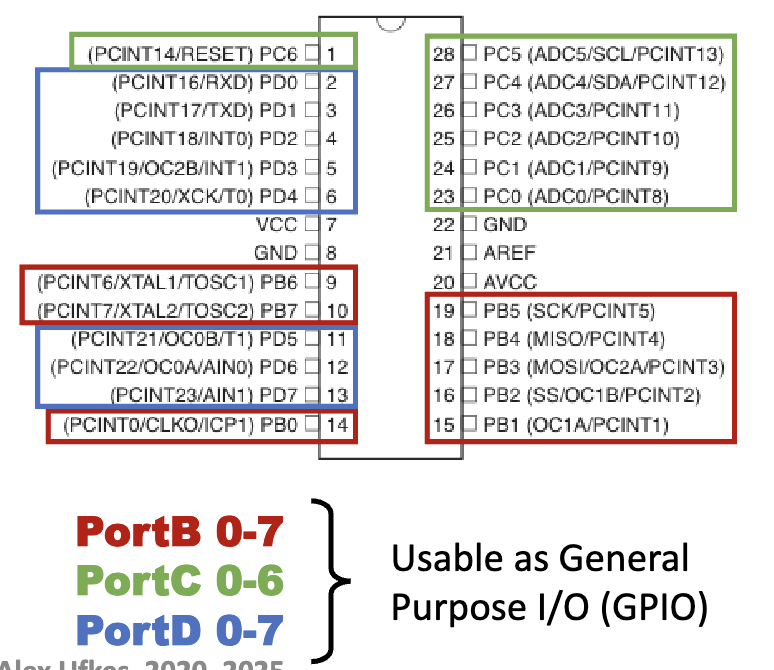 (PCINT14/RESET) PC6 1
(PCINT16/RXD) PD0 2
(PCINT17/TXD) PD1 3
(PCINT18/INT0) PD2 4
(PCINT19/OC2B/INT1) PD3 5
(PCINT20/XCK/T0) PD4 6
VCC 7
GND 8
(PCINT6/XTAL1/TOSC1) PB6 9
(PCINT7/XTAL2/TOSC2) PB7 10
(PCINT21/OC0B/T1) PD5 11
(PCINT22/OC0A/AIN0) PD6 12
(PCINT23/AIN1) PD7 13
(PCINT0/CLKO/ICP1) PB0 14
28 PC5 (ADC5/SCL/PCINT13)
27 PC4 (ADC4/SDA/PCINT12)
26 PC3 (ADC3/PCINT11)
25 PC2 (ADC2/PCINT10)
24 PC1 (ADC1/PCINT9)
23 PC0 (ADC0/PCINT8)
22 GND
21 AREF
20 AVCC
19 PB5 (SCK/PCINT5)
18 PB4 (MISO/PCINT4)
17 PB3 (MOSI/OC2A/PCINT3)
16 PB2 (SS/OC1B/PCINT2)
15 PB1 (OC1A/PCINT1)
PortB 0-7
PortC 0-6
PortD 0-7
Usable as General
Purpose I/O (GPIO)
Alex Ufkes, 2020, 2025